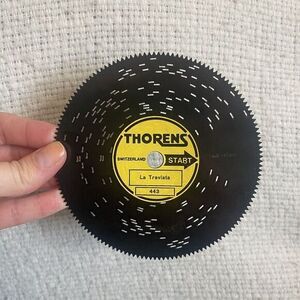 THORENS
SWITZERLAND START
La Traviata
443